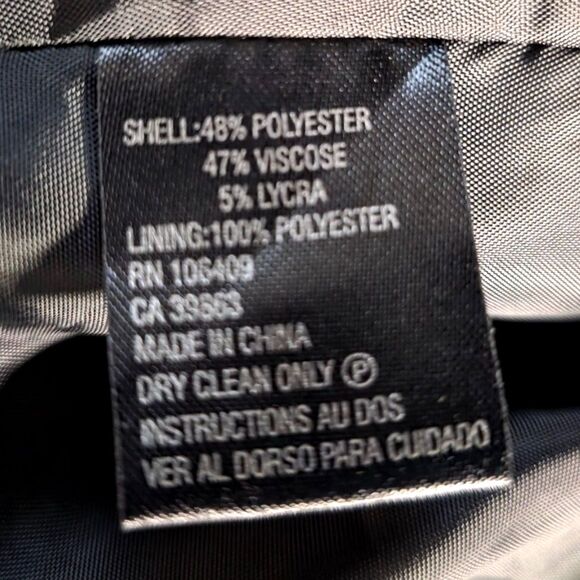 SHELL:48% POLYESTER
47% VISCOSE
5% LYCRA
LINING:100% POLYESTER
RN 106409
CA 39863
MADE IN CHINA
DRY CLEAN ONLY Ⓟ
INSTRUCTIONS AU DOS
VER AL DORSO PARA CUIDADO